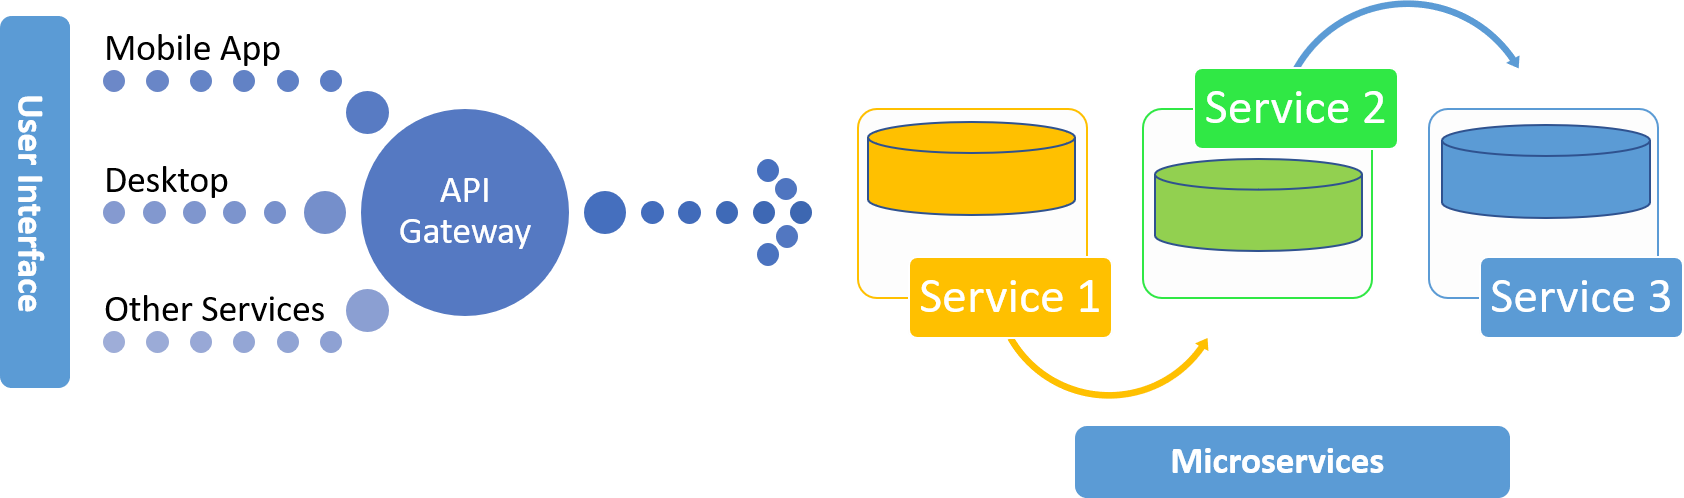 User Interface
Mobile App
Desktop
Other Services
API
Gateway
Service 1
Service 2
Service 3
Microservices